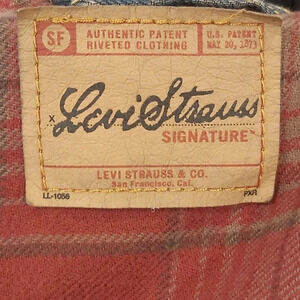 SF
AUTHENTIC PATENT
RIVETED CLOTHING
U.S. PATENT
MAY 20, 1873
x Levi Strauss
SIGNATURE™
LEVI STRAUSS & CO.
San Francisco, Cal.
LL-1056
PXR